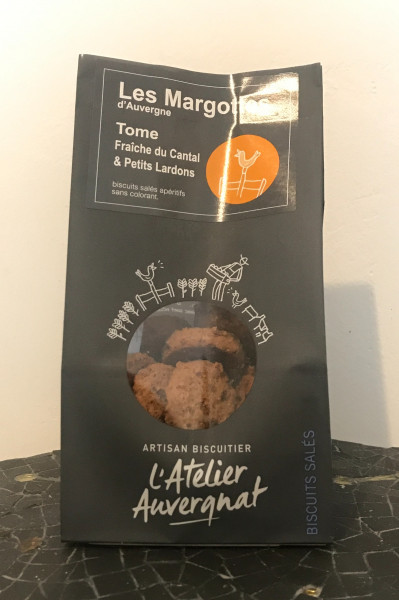 Les Margottes
d'Auvergne
Tome
Fraîche du Cantal
& Petits Lardons
biscuits salés apéritifs
sans colorant.
ARTISAN BISCUITIER
L'Atelier
Auvergnat
BISCUITS SALÉS